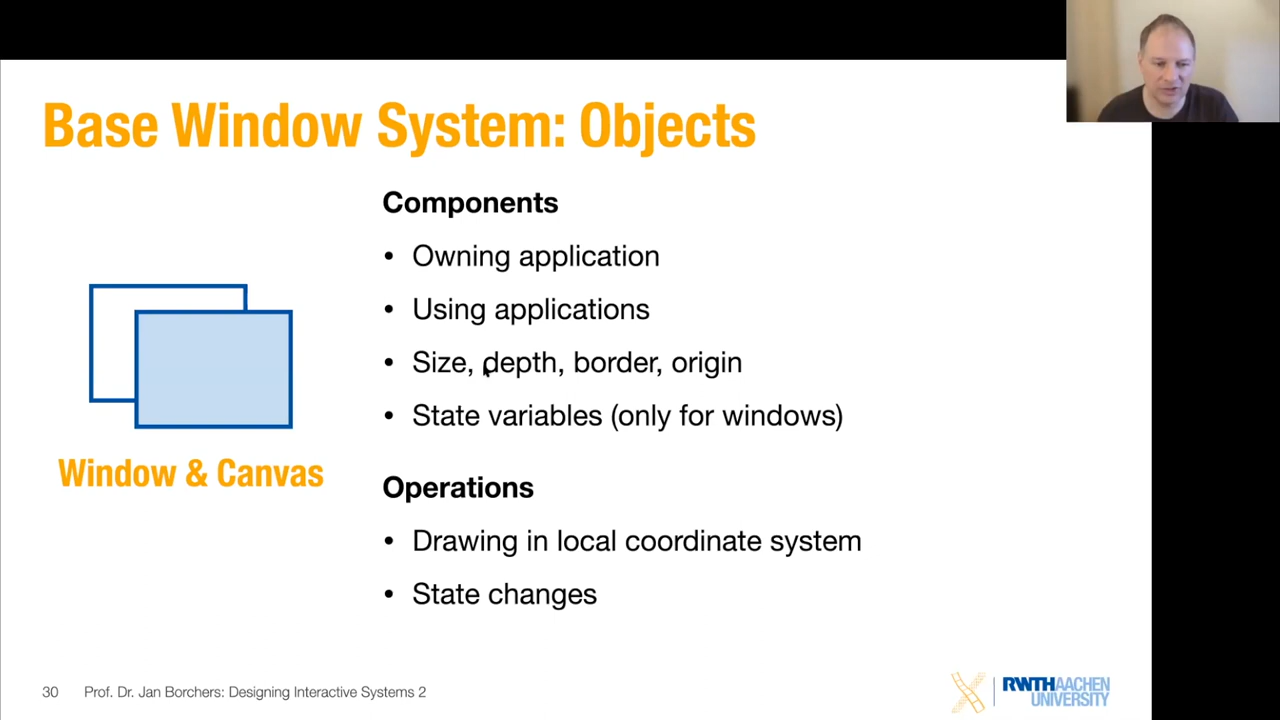 Base Window System: Objects
Components
• Owning application
• Using applications
• Size, depth, border, origin
• State variables (only for windows)
Window & Canvas
Operations
• Drawing in local coordinate system
• State changes
30 Prof. Dr. Jan Borchers: Designing Interactive Systems 2
RWTHAACHEN
UNIVERSITY